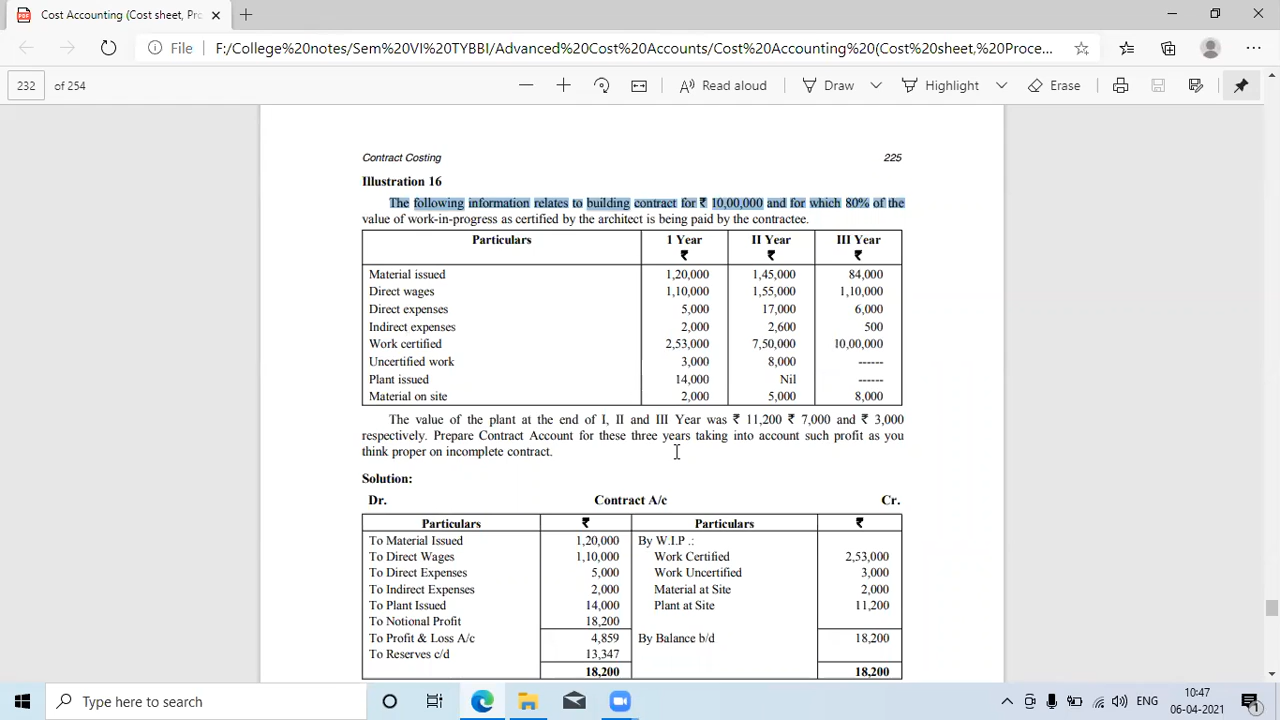 Cost Accounting (Cost sheet, Pro
File
F:/College%20notes/Sem%20VI%20TYBBI/Advanced%20Cost%20Accounts/Cost%20Accounting%20(Cost%20sheet,%20Proce...
232 of 254
Read aloud
Draw
Highlight
Erase
Contract Costing 225
Illustration 16
The following information relates to building contract for ₹ 10,00,000 and for which 80% of the
value of work-in-progress as certified by the architect is being paid by the contractee.
Particulars 1 Year ₹ II Year ₹ III Year ₹
Material issued 1,20,000 1,45,000 84,000
Direct wages 1,10,000 1,55,000 1,10,000
Direct expenses 5,000 17,000 6,000
Indirect expenses 2,000 2,600 500
Work certified 2,53,000 7,50,000 10,00,000
Uncertified work 3,000 8,000 ------
Plant issued 14,000 Nil ------
Material on site 2,000 5,000 8,000
The value of the plant at the end of I, II and III Year was ₹ 11,200 ₹ 7,000 and ₹ 3,000
respectively. Prepare Contract Account for these three years taking into account such profit as you
think proper on incomplete contract.
Solution:
Dr. Contract A/c Cr.
Particulars ₹ Particulars ₹
To Material Issued 1,20,000 By W.I.P .:
To Direct Wages 1,10,000 Work Certified 2,53,000
To Direct Expenses 5,000 Work Uncertified 3,000
To Indirect Expenses 2,000 Material at Site 2,000
To Plant Issued 14,000 Plant at Site 11,200
To Notional Profit 18,200
To Profit & Loss A/c 4,859 By Balance b/d 18,200
To Reserves c/d 13,347
18,200 18,200
Type here to search
ENG
10:47
06-04-2021